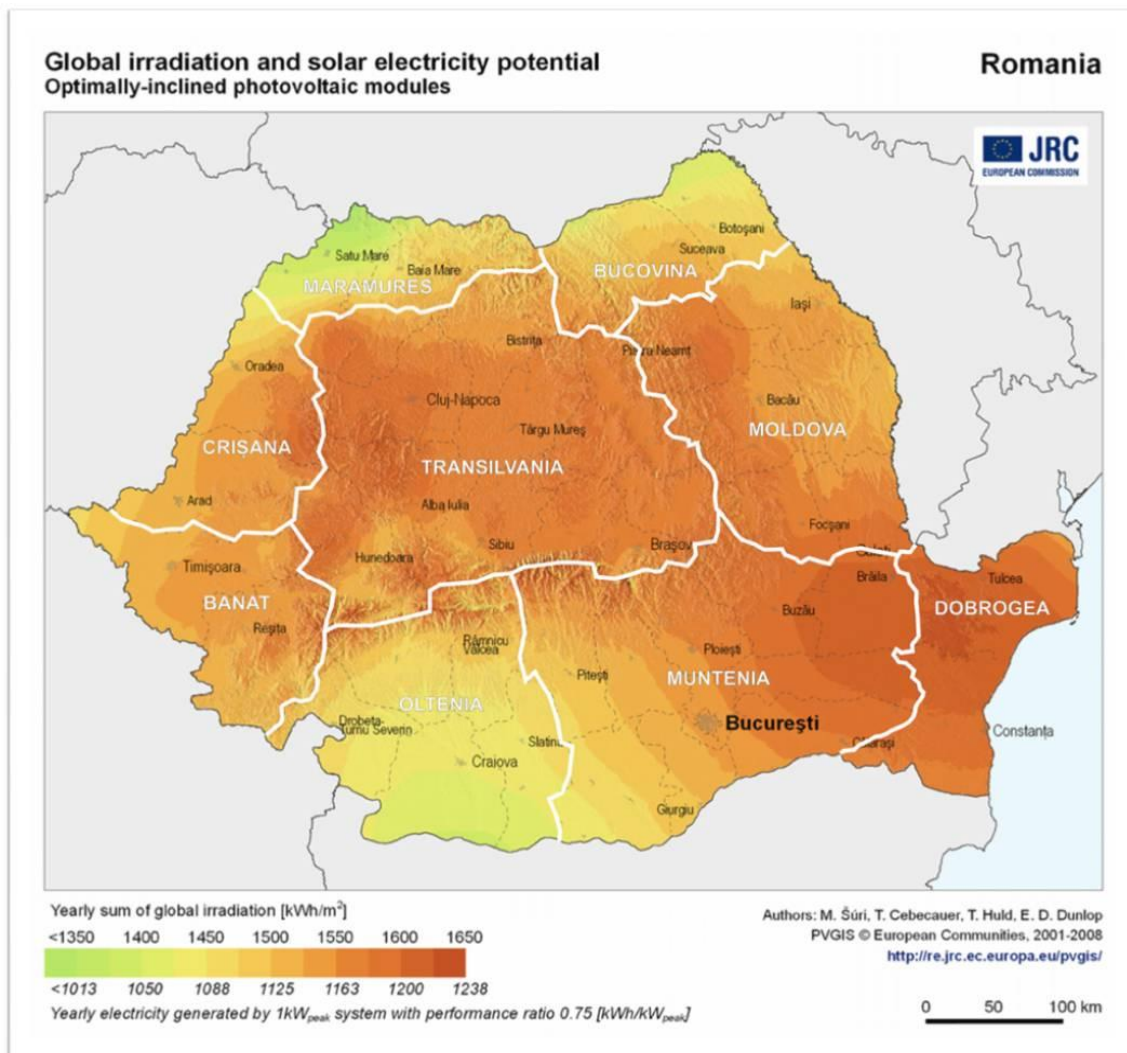 Global irradiation and solar electricity potential
Optimally-inclined photovoltaic modules
Romania
JRC
EUROPEAN COMMISSION
Botoşani
Suceava
Satu Mare
Baia Mare
BUCOVINA
MARAMURES
Iaşi
Bistriţa
Piatra Neamţ
Oradea
Cluj-Napoca
Bacău
Târgu Mureş
MOLDOVA
CRIŞANA
TRANSILVANIA
Arad
Alba Iulia
Focşani
Sibiu
Braşov
Galaţi
Hunedoara
Timişoara
Brăila
Tulcea
BANAT
Buzău
DOBROGEA
Reşiţa
Râmnicu
Vâlcea
Ploieşti
Piteşti
MUNTENIA
OLTENIA
Drobeta-
Turnu Severin
Bucureşti
Constanţa
Slatina
Călăraşi
Craiova
Giurgiu
Yearly sum of global irradiation [kWh/m²]
<1350 1400 1450 1500 1550 1600 1650
<1013 1050 1088 1125 1163 1200 1238
Yearly electricity generated by 1kWpeak system with performance ratio 0.75 [kWh/kWpeak]
Authors: M. Šúri, T. Cebecauer, T. Huld, E. D. Dunlop
PVGIS © European Communities, 2001-2008
http://re.jrc.ec.europa.eu/pvgis/
0 50 100 km